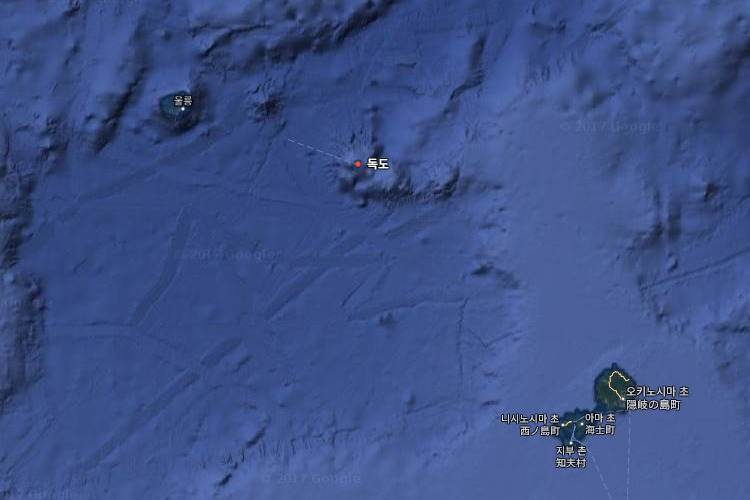 울릉
© 2017 Google
독도
© 2017 Google
오키노시마 초
隠岐の島町
니시노시마 초
西ノ島町
아마 초
海士町
지부 촌
知夫村
© 2017 Google